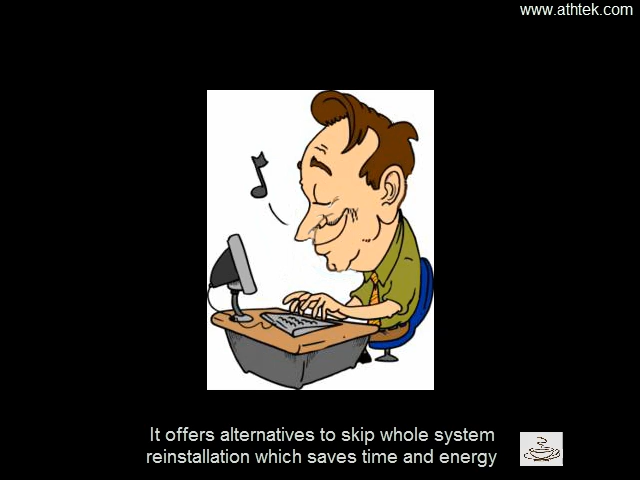 www.athtek.com
It offers alternatives to skip whole system
reinstallation which saves time and energy